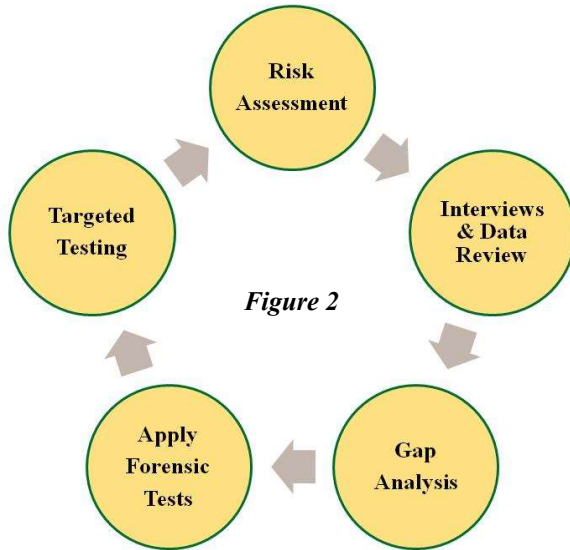 Risk
Assessment
Interviews
& Data
Review
Gap
Analysis
Apply
Forensic
Tests
Targeted
Testing
Figure 2